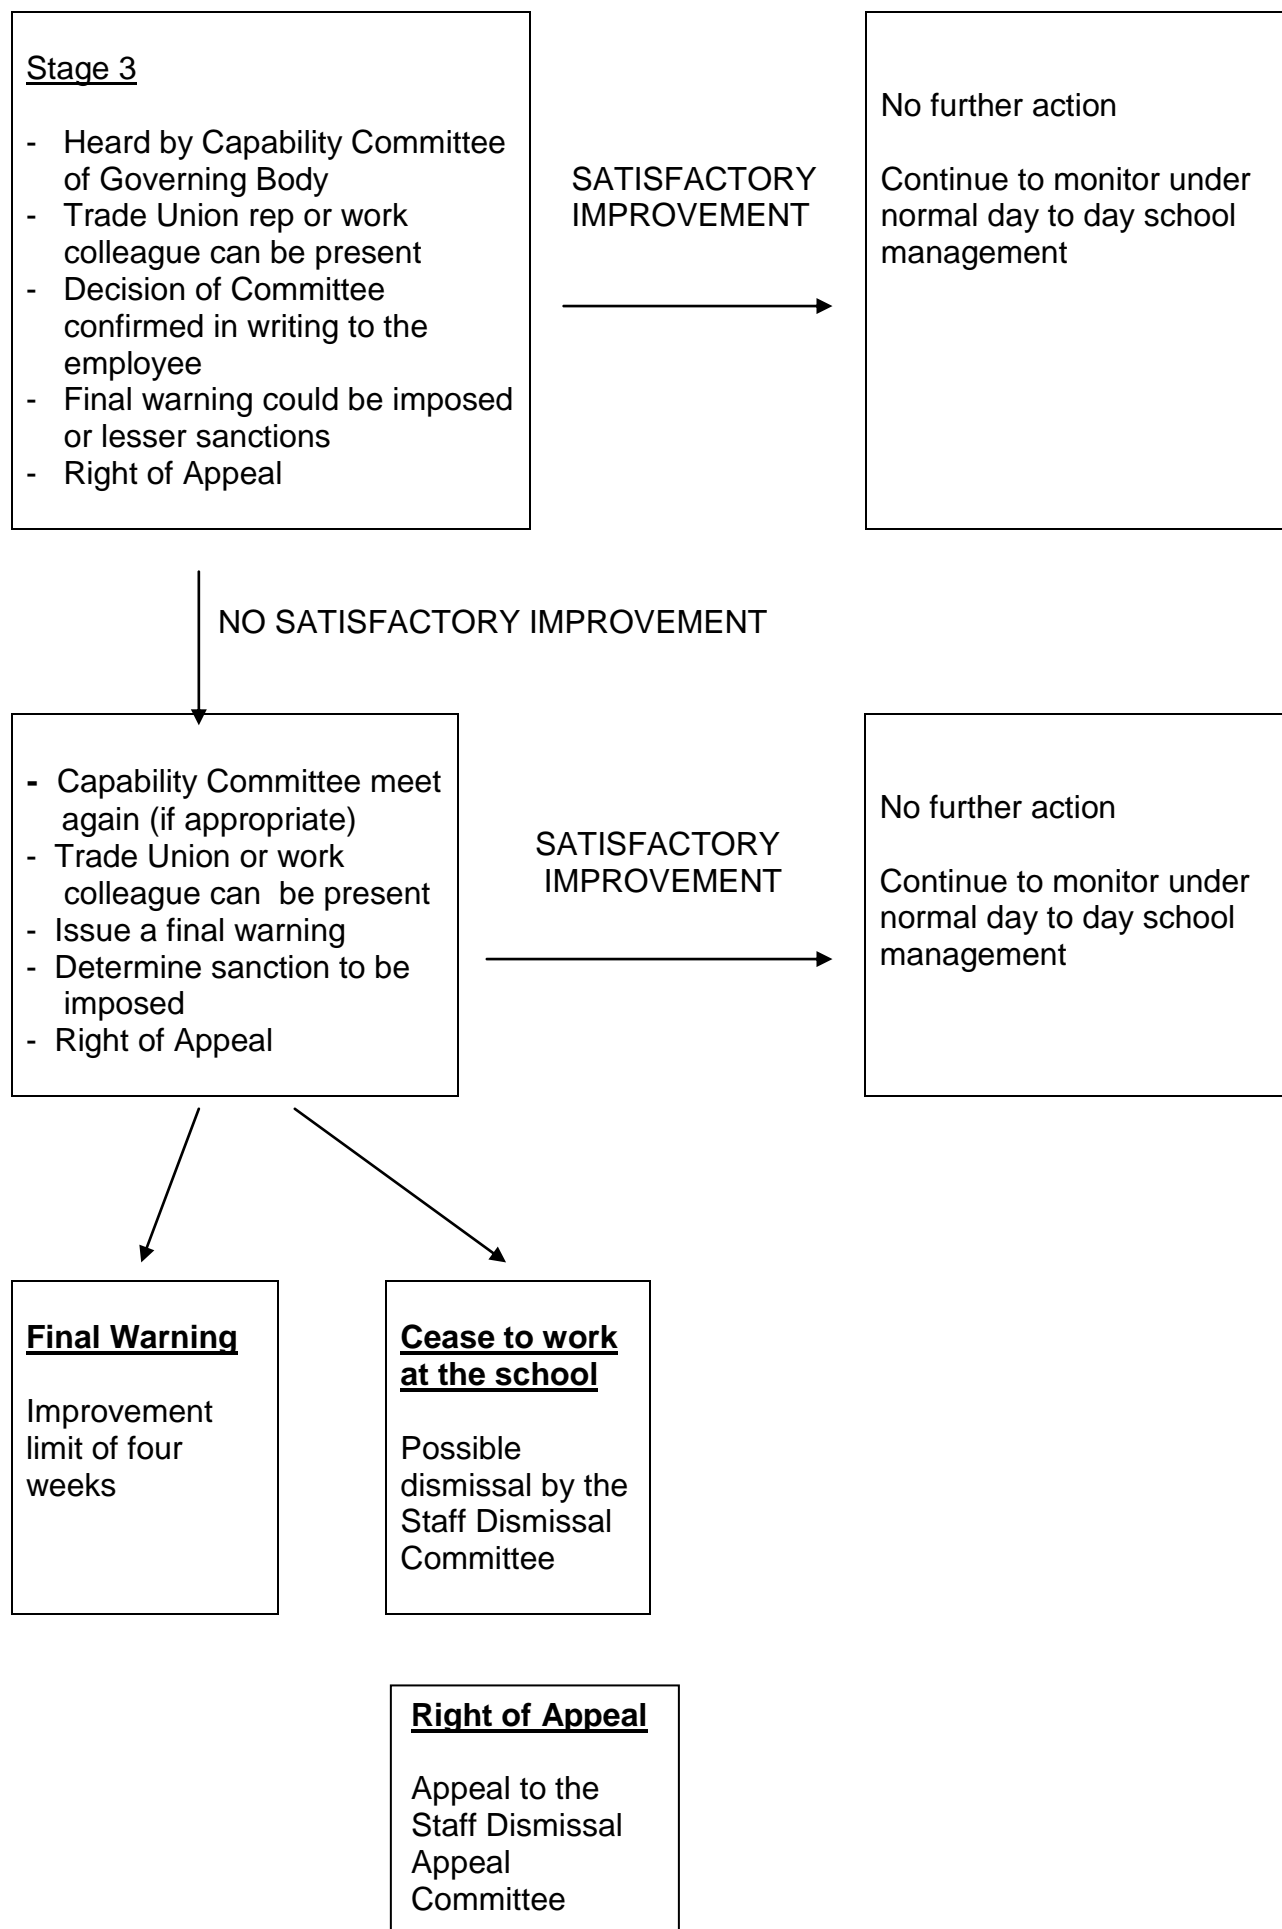 Stage 3
- Heard by Capability Committee
of Governing Body
- Trade Union rep or work
colleague can be present
- Decision of Committee
confirmed in writing to the
employee
- Final warning could be imposed
or lesser sanctions
- Right of Appeal
SATISFACTORY
IMPROVEMENT
No further action
Continue to monitor under
normal day to day school
management
NO SATISFACTORY IMPROVEMENT
- Capability Committee meet
again (if appropriate)
- Trade Union or work
colleague can be present
- Issue a final warning
- Determine sanction to be
imposed
- Right of Appeal
SATISFACTORY
IMPROVEMENT
No further action
Continue to monitor under
normal day to day school
management
Final Warning
Improvement
limit of four
weeks
Cease to work
at the school
Possible
dismissal by the
Staff Dismissal
Committee
Right of Appeal
Appeal to the
Staff Dismissal
Appeal
Committee